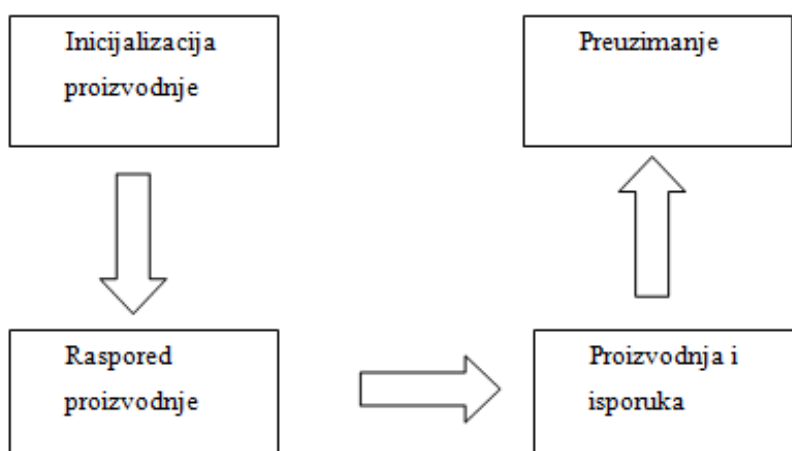 Inicijalizacija
proizvodnje
Preuzimanje
Raspored
proizvodnje
Proizvodnja i
isporuka